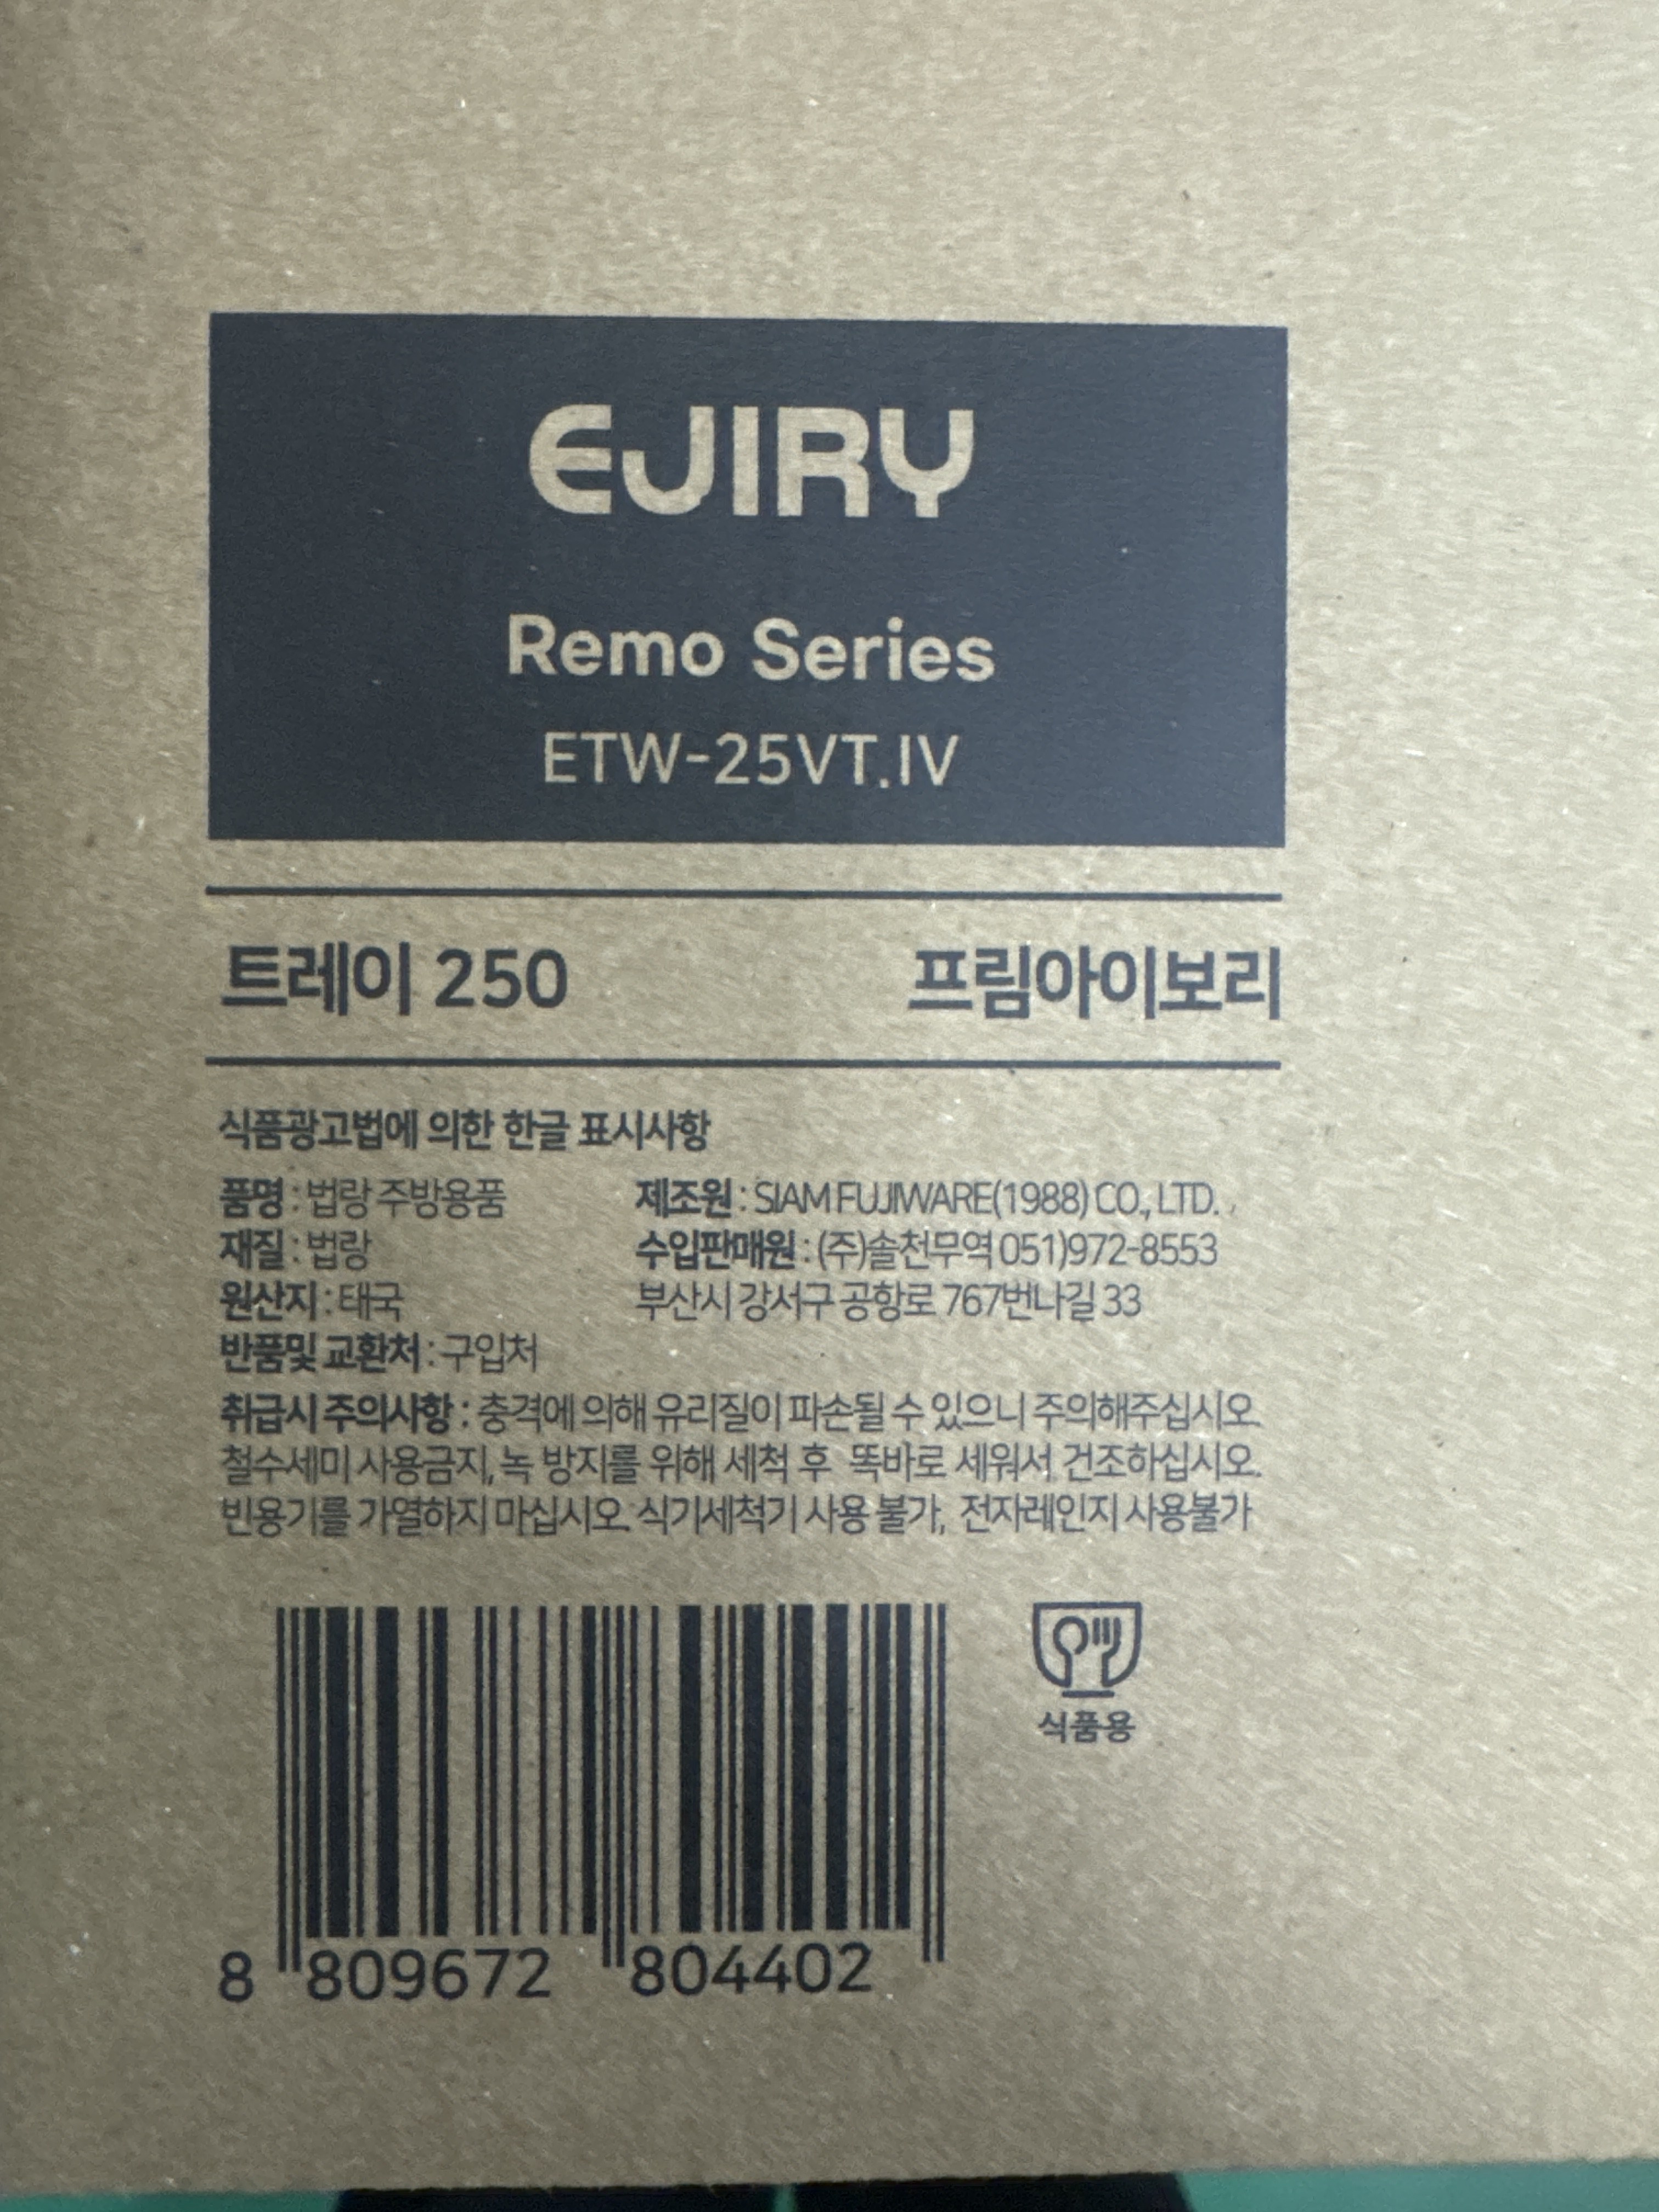 EJIRY
Remo Series
ETW-25VT.IV
트레이 250 프림아이보리
식품광고법에 의한 한글 표시사항
품명 : 법랑 주방용품 제조원 : SIAM FUJIWARE(1988) CO., LTD.
재질 : 법랑 수입판매원 : (주)솔천무역 051)972-8553
원산지 : 태국 부산시 강서구 공항로 767번나길 33
반품및 교환처 : 구입처
취급시 주의사항 : 충격에 의해 유리질이 파손될 수 있으니 주의해주십시오.
철수세미 사용금지, 녹 방지를 위해 세척 후 똑바로 세워서 건조하십시오.
빈용기를 가열하지 마십시오. 식기세척기 사용 불가, 전자레인지 사용불가
식품용
8 809672 804402